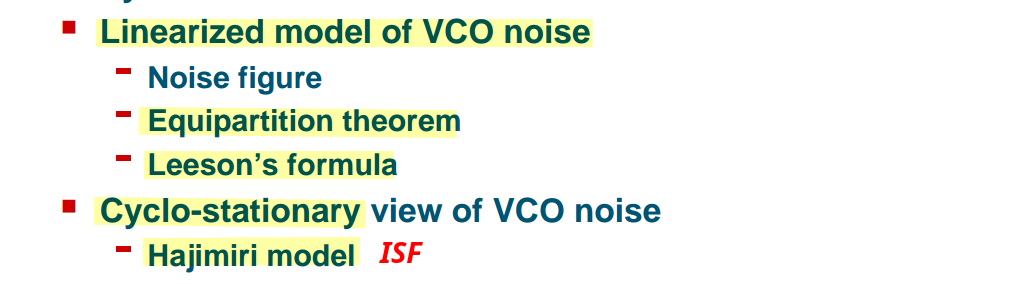 Linearized model of VCO noise
Noise figure
Equipartition theorem
Leeson's formula
Cyclo-stationary view of VCO noise
Hajimiri model ISF